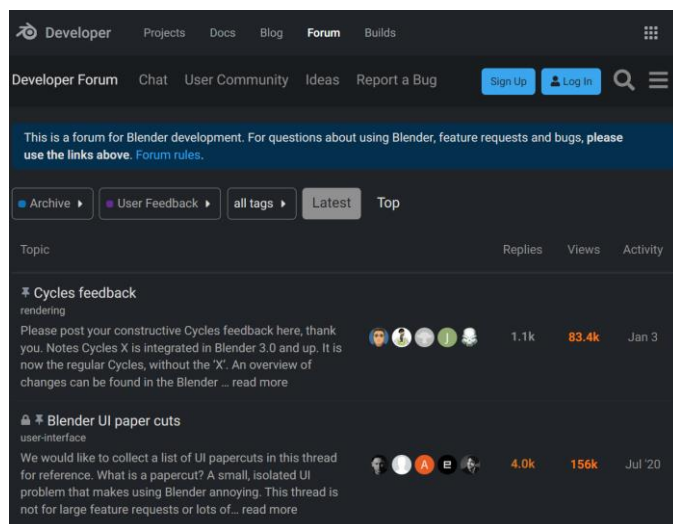 Developer Projects Docs Blog Forum Builds
Developer Forum Chat User Community Ideas Report a Bug Sign Up Log In
This is a forum for Blender development. For questions about using Blender, feature requests and bugs, please
use the links above. Forum rules.
Archive User Feedback all tags Latest Top
Topic Replies Views Activity
Cycles feedback
rendering
Please post your constructive Cycles feedback here, thank
you. Notes Cycles X is integrated in Blender 3.0 and up. It is
now the regular Cycles, without the 'X'. An overview of
changes can be found in the Blender … read more
J
1.1k 83.4k Jan 3
Blender UI paper cuts
user-interface
We would like to collect a list of UI papercuts in this thread
for reference. What is a papercut? A small, isolated UI
problem that makes using Blender annoying. This thread is
not for large feature requests or lots of… read more
A e
4.0k 156k Jul '20